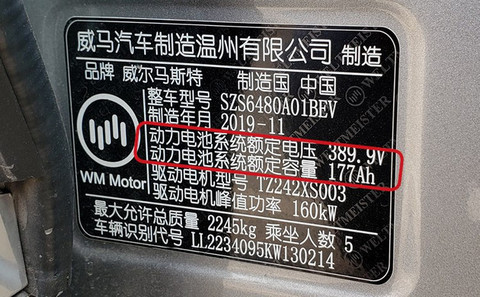 威马汽车制造温州有限公司 制造
品牌 威尔马斯特 制造国 中国
整车型号 SZS6480A01BEV
制造年月 2019-11
动力电池系统额定电压 389.9V
动力电池系统额定容量 177Ah
驱动电机型号 TZ242XS003
驱动电机峰值功率 160kW
WM Motor
最大允许总质量 2245kg 乘坐人数 5
车辆识别代号 LL2234095KW130214
WELTMEISTER